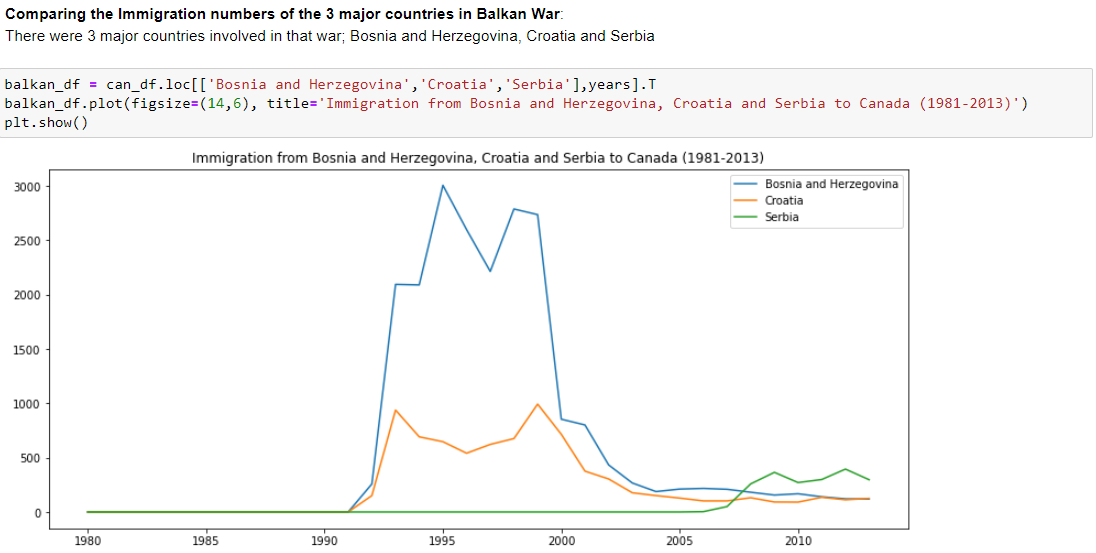 Comparing the Immigration numbers of the 3 major countries in Balkan War:
There were 3 major countries involved in that war; Bosnia and Herzegovina, Croatia and Serbia
balkan_df = can_df.loc[['Bosnia and Herzegovina','Croatia','Serbia'],years].T
balkan_df.plot(figsize=(14,6), title='Immigration from Bosnia and Herzegovina, Croatia and Serbia to Canada (1981-2013)')
plt.show()
Immigration from Bosnia and Herzegovina, Croatia and Serbia to Canada (1981-2013)
Bosnia and Herzegovina
Croatia
Serbia
3000
2500
2000
1500
1000
500
0
1980 1985 1990 1995 2000 2005 2010